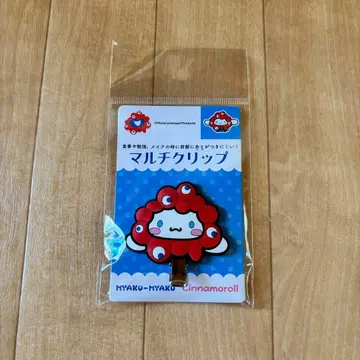 Official Licensed Products
食事や勉強、メイクの時に前髪にあとがつきにくい!
マルチクリップ
MYAKU-MYAKU Cinnamoroll